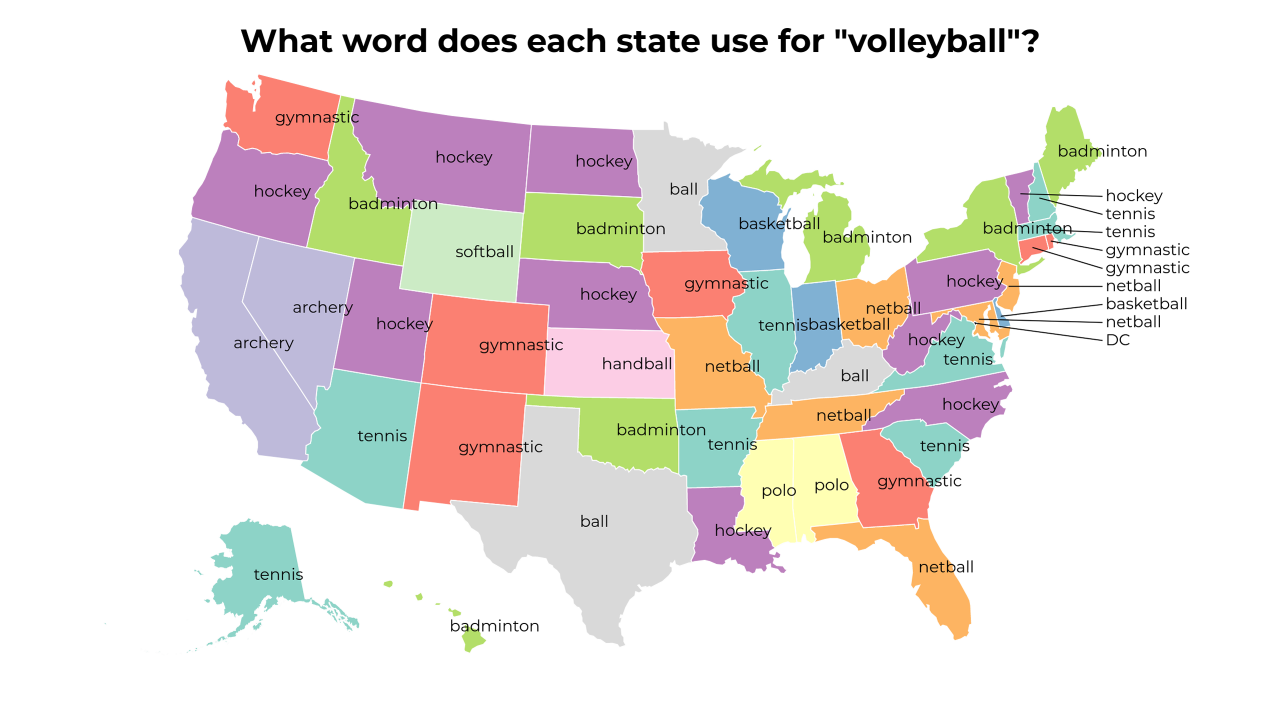 What word does each state use for "volleyball"?
gymnastic
hockey
hockey
badminton
ball
badminton
hockey
badminton
hockey
tennis
badminton
softball
badminton
basketball
badminton
tennis
gymnastic
gymnastic
hockey
netball
basketball
netball
DC
archery
archery
hockey
gymnastic
hockey
gymnastic
tennis
basketball
netball
hockey
hockey
tennis
handball
netball
ball
netball
hockey
tennis
gymnastic
badminton
tennis
tennis
gymnastic
polo
polo
ball
hockey
netball
tennis
badminton